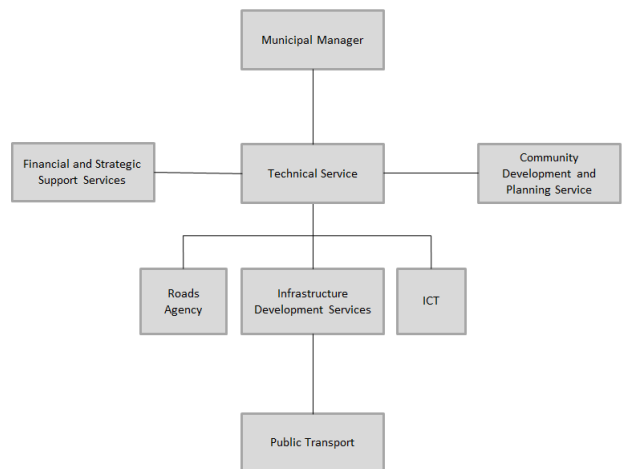 Municipal Manager
Financial and Strategic
Support Services
Technical Service
Community
Development and
Planning Service
Roads
Agency
Infrastructure
Development Services
ICT
Public Transport